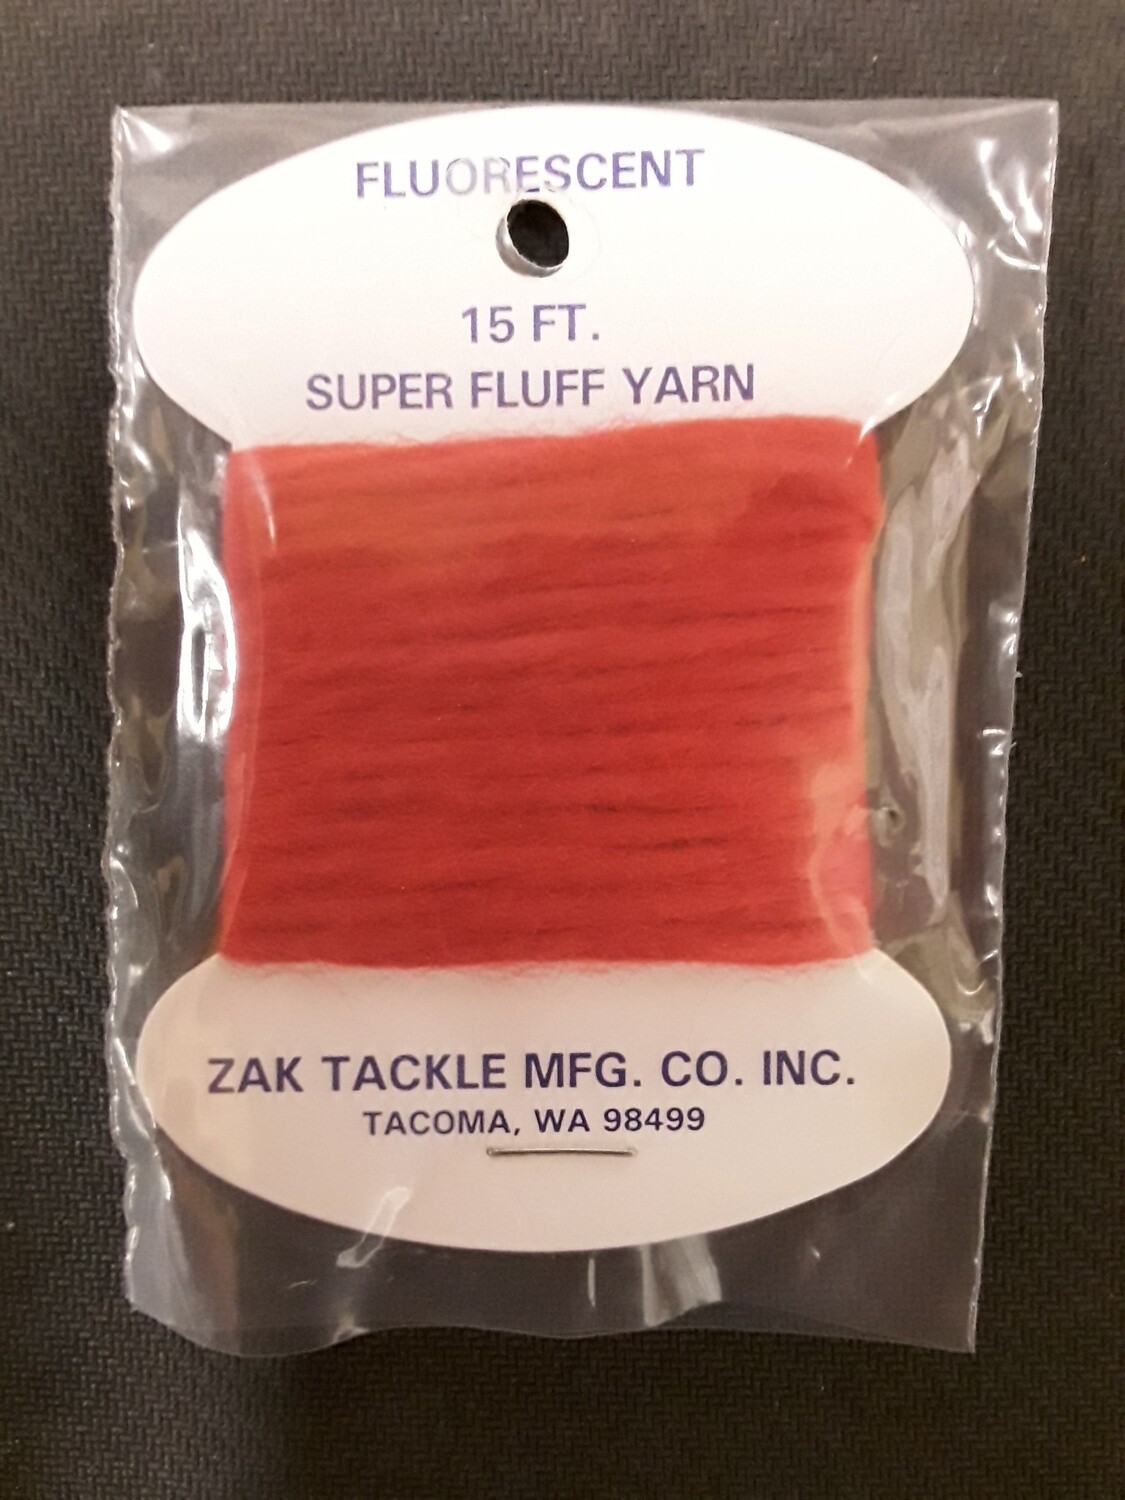 FLUORESCENT
15 FT.
SUPER FLUFF YARN
ZAK TACKLE MFG. CO. INC.
TACOMA, WA 98499